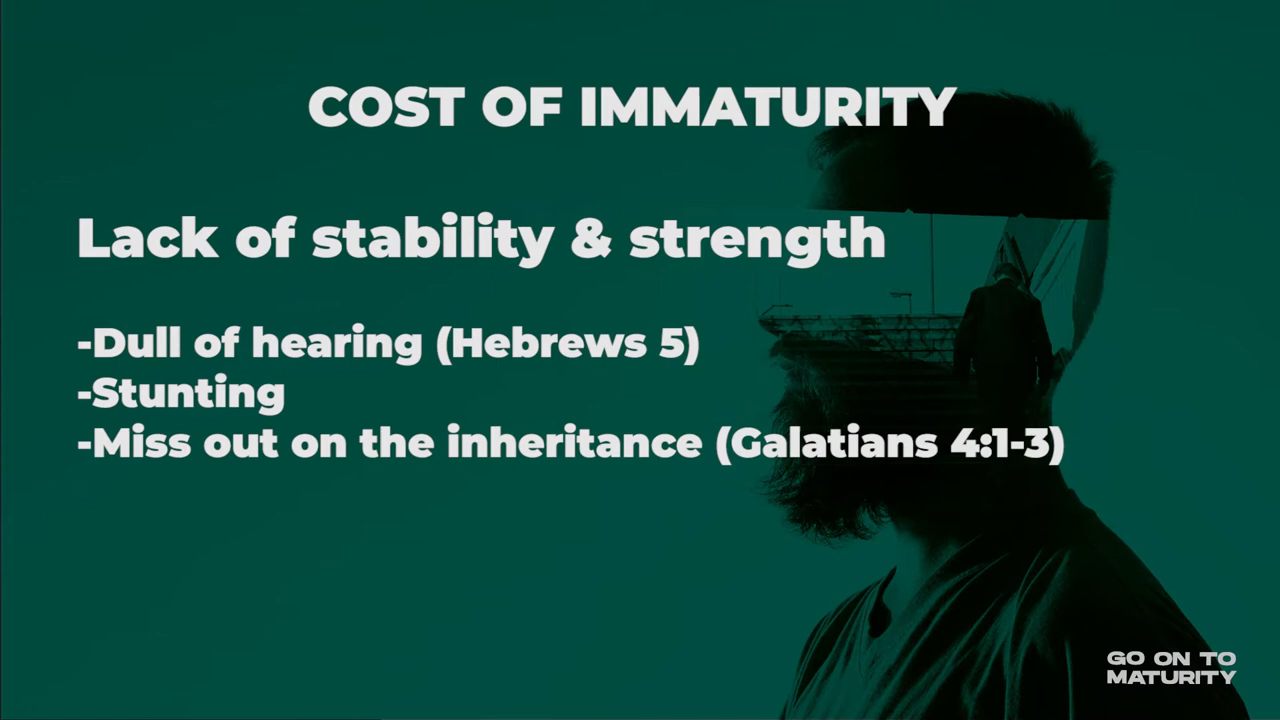 COST OF IMMATURITY
Lack of stability & strength
-Dull of hearing (Hebrews 5)
-Stunting
-Miss out on the inheritance (Galatians 4:1-3)
GO ON TO
MATURITY